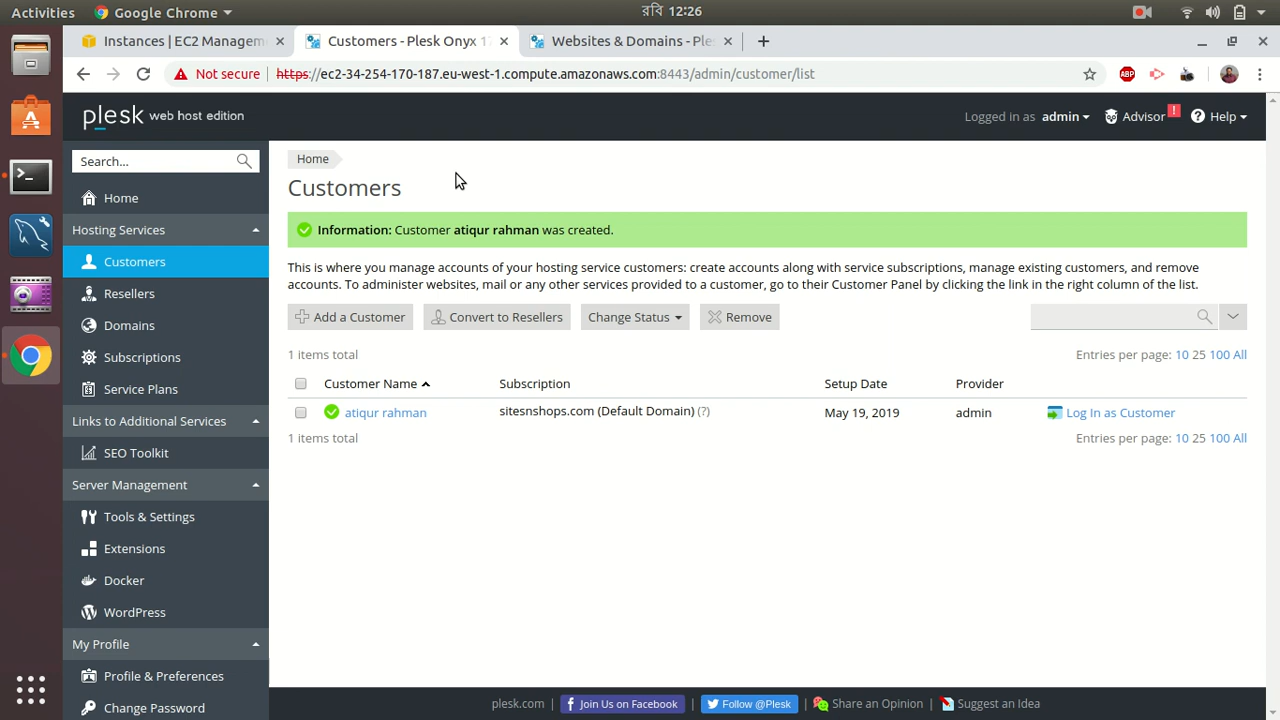 Activities
Google Chrome
রবি 12:26
Instances | EC2 Managem
Customers - Plesk Onyx 17
Websites & Domains - Ple
Not secure
https://ec2-34-254-170-187.eu-west-1.compute.amazonaws.com:8443/admin/customer/list
ABP
plesk web host edition
Logged in as admin
Advisor !
Help
Search...
Home
Hosting Services
Customers
Resellers
Domains
Subscriptions
Service Plans
Links to Additional Services
SEO Toolkit
Server Management
Tools & Settings
Extensions
Docker
WordPress
My Profile
Profile & Preferences
Change Password
Home
Customers
Information: Customer atiqur rahman was created.
This is where you manage accounts of your hosting service customers: create accounts along with service subscriptions, manage existing customers, and remove
accounts. To administer websites, mail or any other services provided to a customer, go to their Customer Panel by clicking the link in the right column of the list.
Add a Customer
Convert to Resellers
Change Status
Remove
1 items total
Entries per page: 10 25 100 All
Customer Name
Subscription
Setup Date
Provider
atiqur rahman
sitesnshops.com (Default Domain) (?)
May 19, 2019
admin
Log In as Customer
1 items total
Entries per page: 10 25 100 All
plesk.com
Join Us on Facebook
Follow @Plesk
Share an Opinion
Suggest an Idea